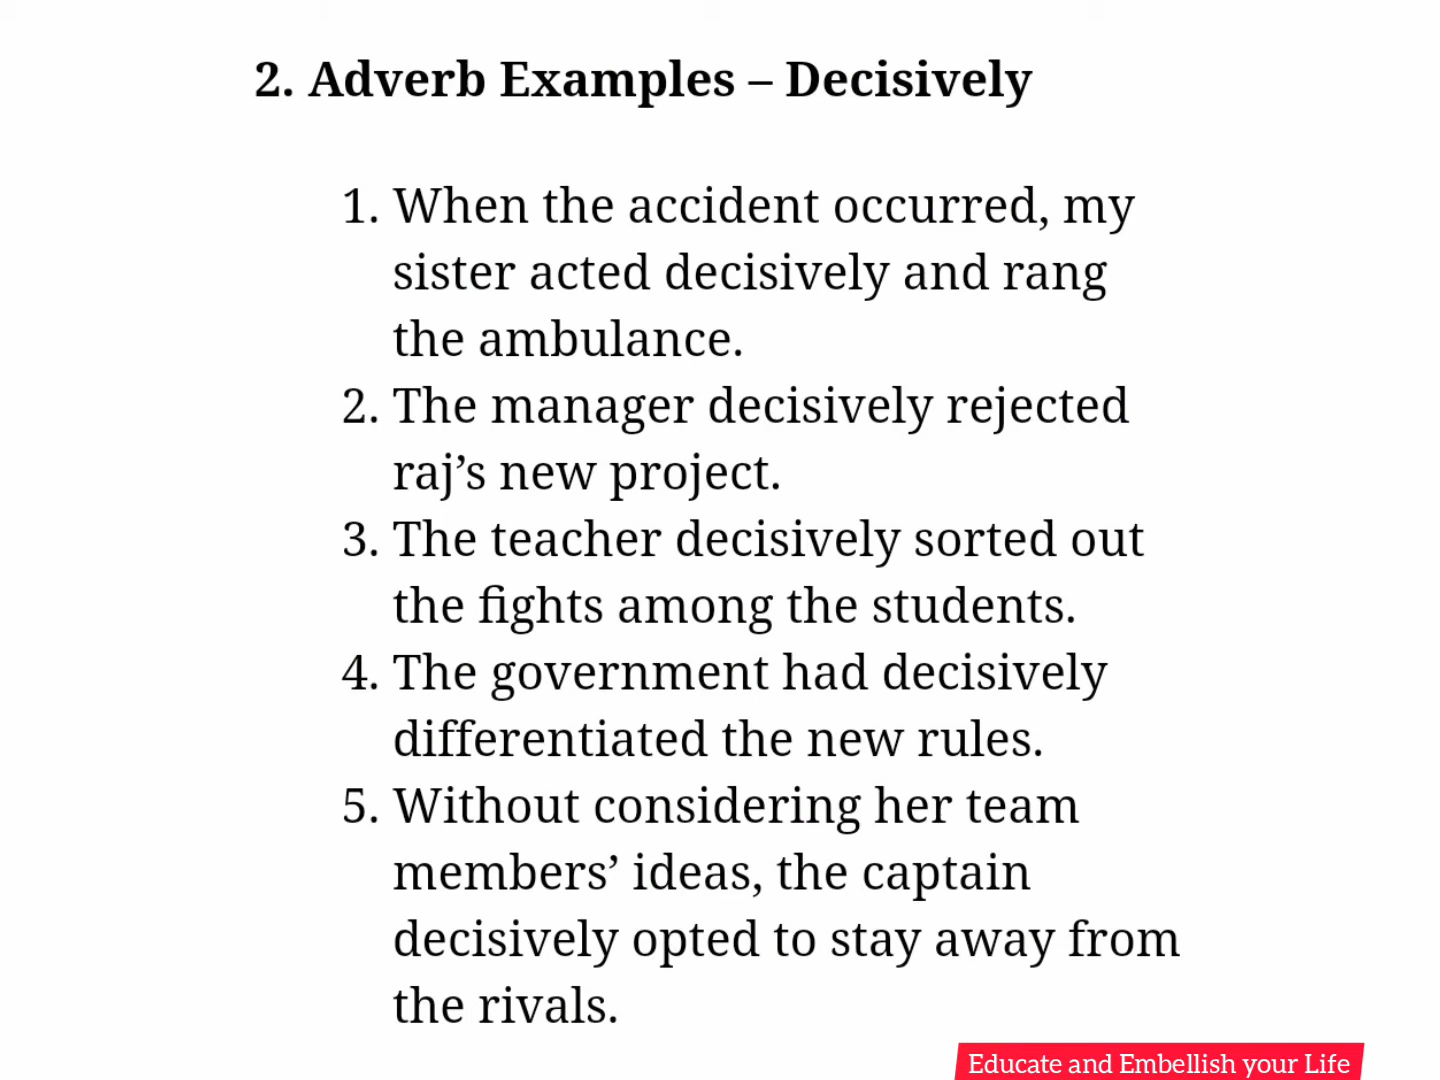 2. Adverb Examples – Decisively
1. When the accident occurred, my
sister acted decisively and rang
the ambulance.
2. The manager decisively rejected
raj’s new project.
3. The teacher decisively sorted out
the fights among the students.
4. The government had decisively
differentiated the new rules.
5. Without considering her team
members’ ideas, the captain
decisively opted to stay away from
the rivals.
Educate and Embellish your Life